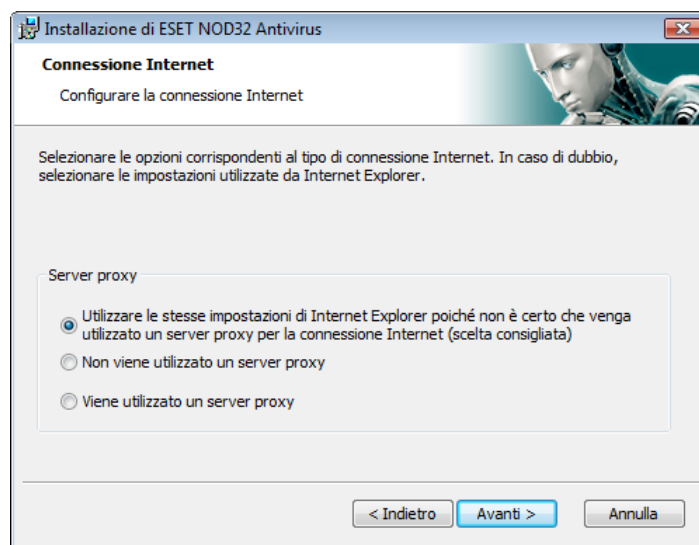 Installazione di ESET NOD32 Antivirus
Connessione Internet
Configurare la connessione Internet
Selezionare le opzioni corrispondenti al tipo di connessione Internet. In caso di dubbio,
selezionare le impostazioni utilizzate da Internet Explorer.
Server proxy
Utilizzare le stesse impostazioni di Internet Explorer poiché non è certo che venga
utilizzato un server proxy per la connessione Internet (scelta consigliata)
Non viene utilizzato un server proxy
Viene utilizzato un server proxy
< Indietro
Avanti >
Annulla